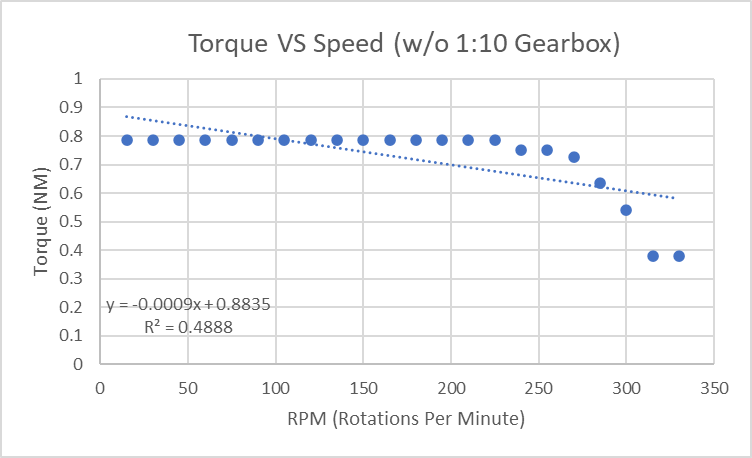 Torque VS Speed (w/o 1:10 Gearbox)
1
0.9
0.8
0.7
0.6
0.5
0.4
0.3
0.2
0.1
0
Torque (NM)
y = -0.0009x + 0.8835
R² = 0.4888
0 50 100 150 200 250 300 350
RPM (Rotations Per Minute)